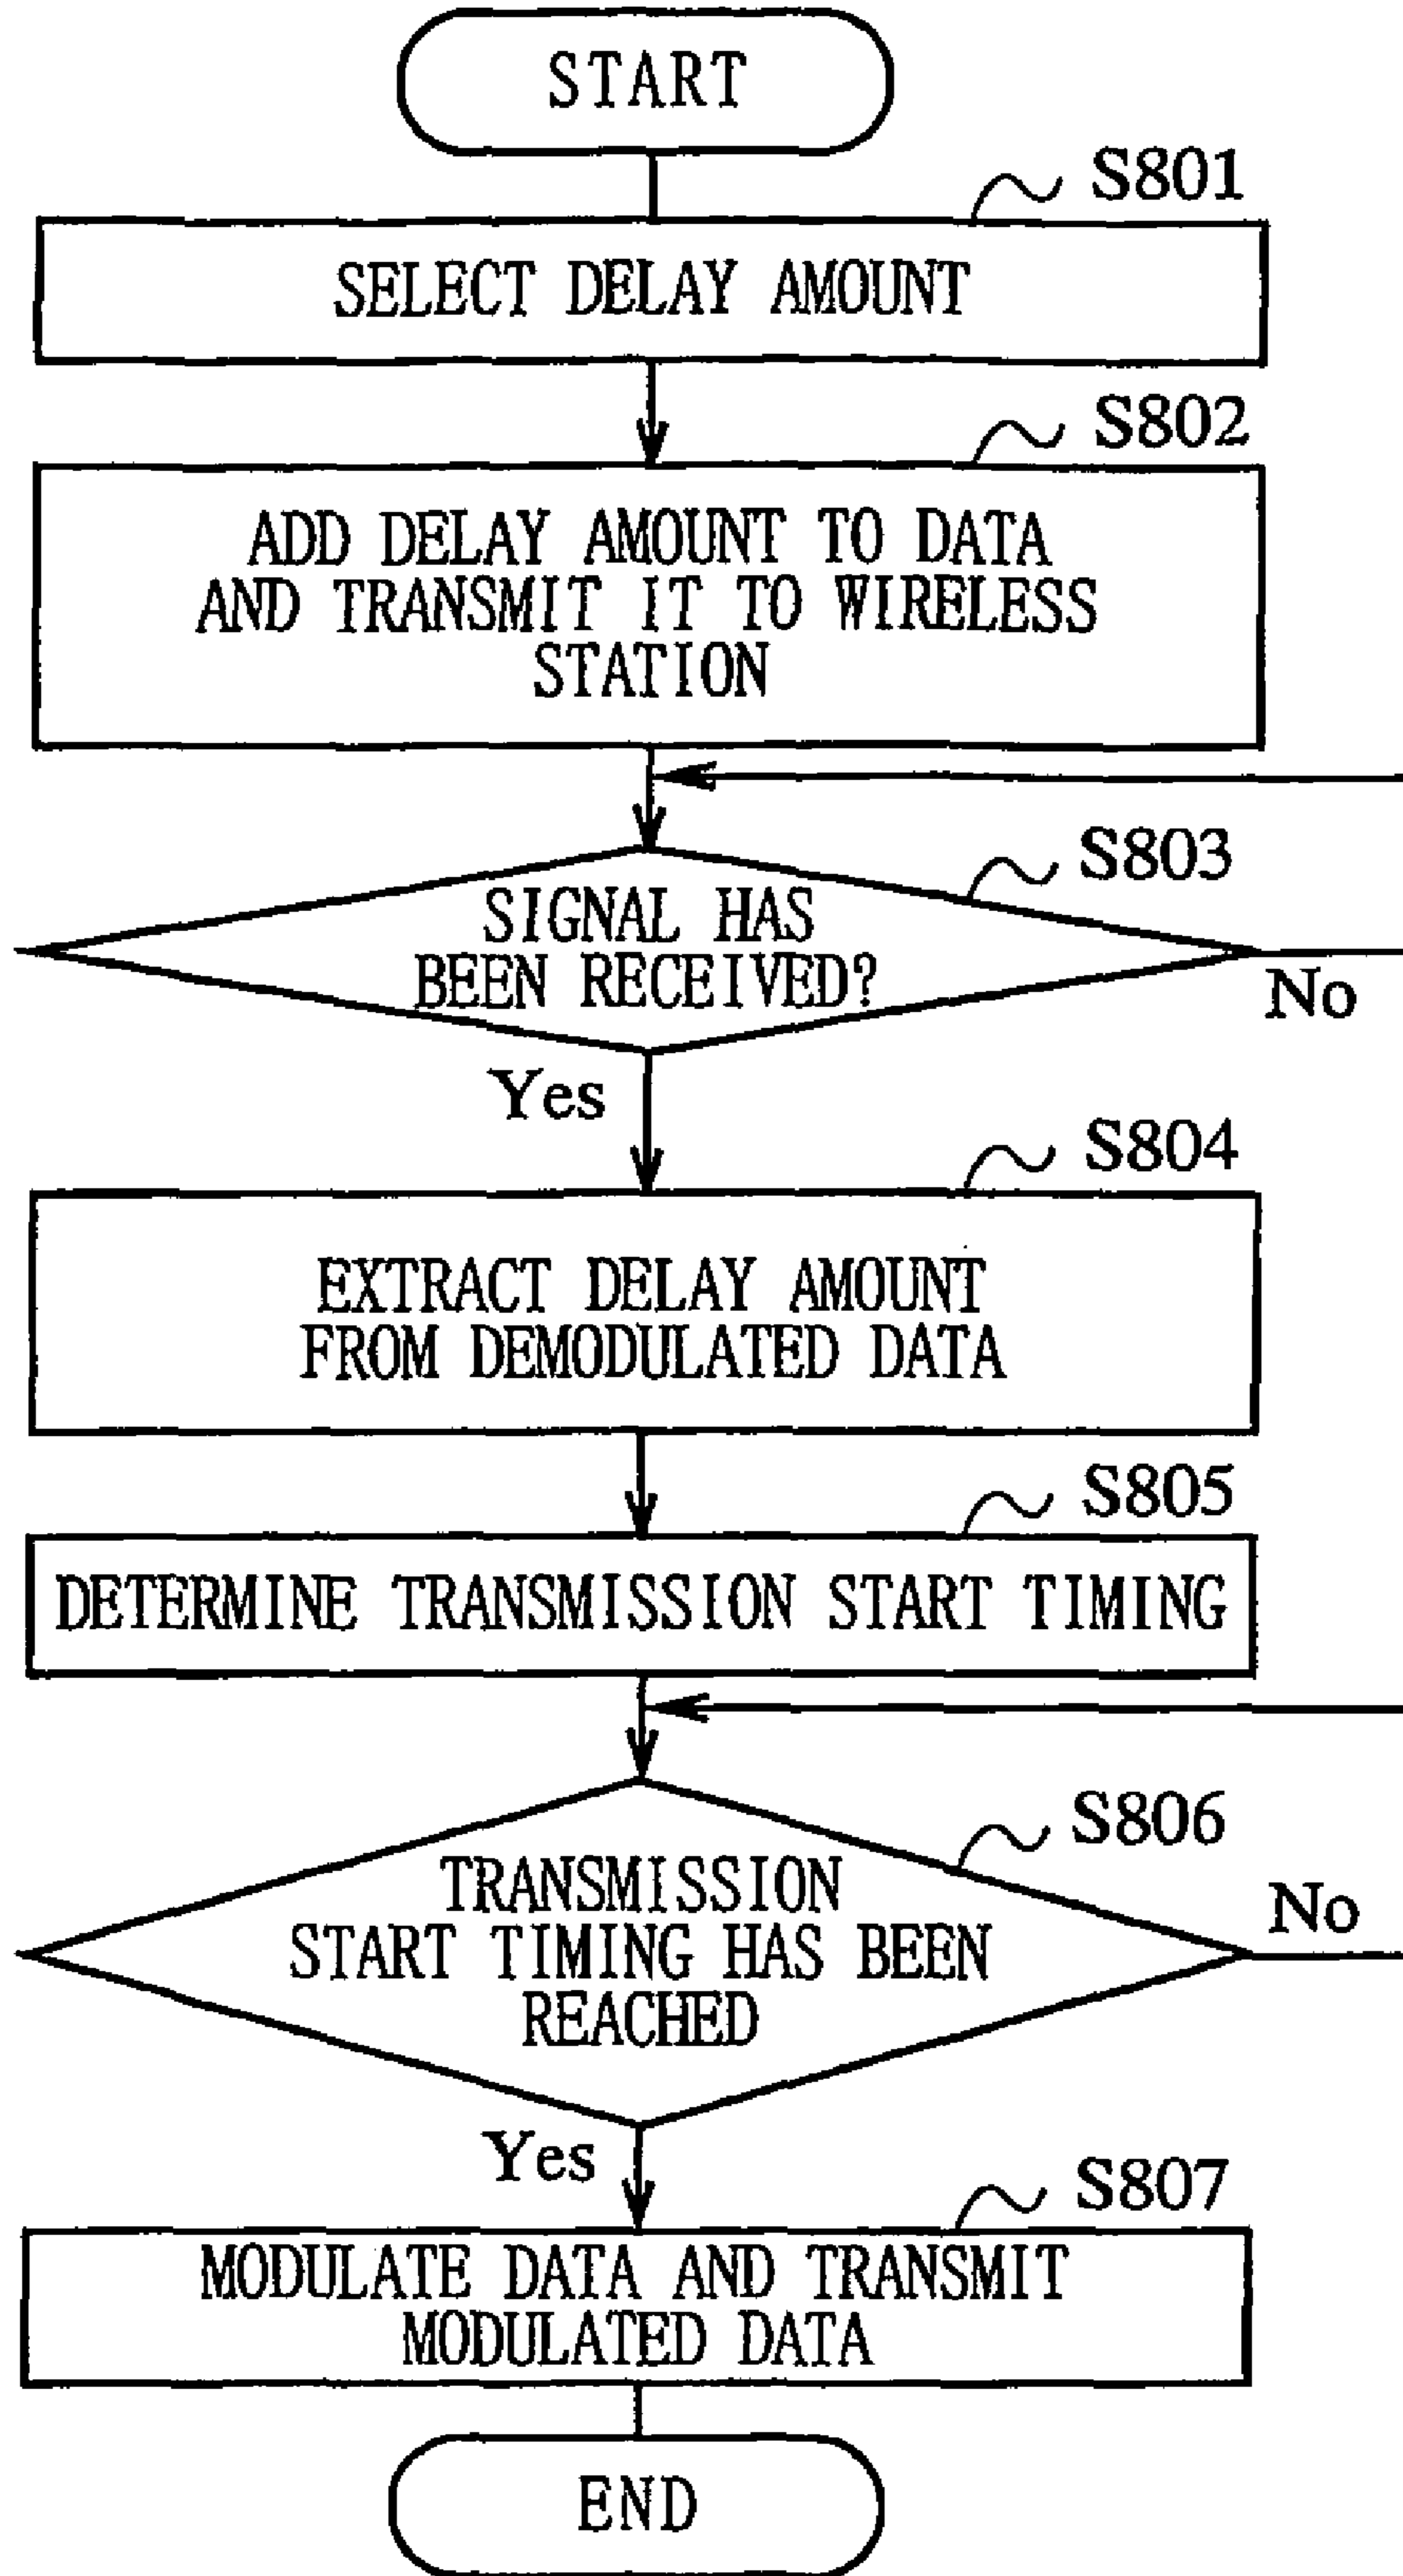 START
S801
SELECT DELAY AMOUNT
S802
ADD DELAY AMOUNT TO DATA
AND TRANSMIT IT TO WIRELESS
STATION
S803
SIGNAL HAS
BEEN RECEIVED?
No
Yes
S804
EXTRACT DELAY AMOUNT
FROM DEMODULATED DATA
S805
DETERMINE TRANSMISSION START TIMING
S806
TRANSMISSION
START TIMING HAS BEEN
REACHED
No
Yes
S807
MODULATE DATA AND TRANSMIT
MODULATED DATA
END